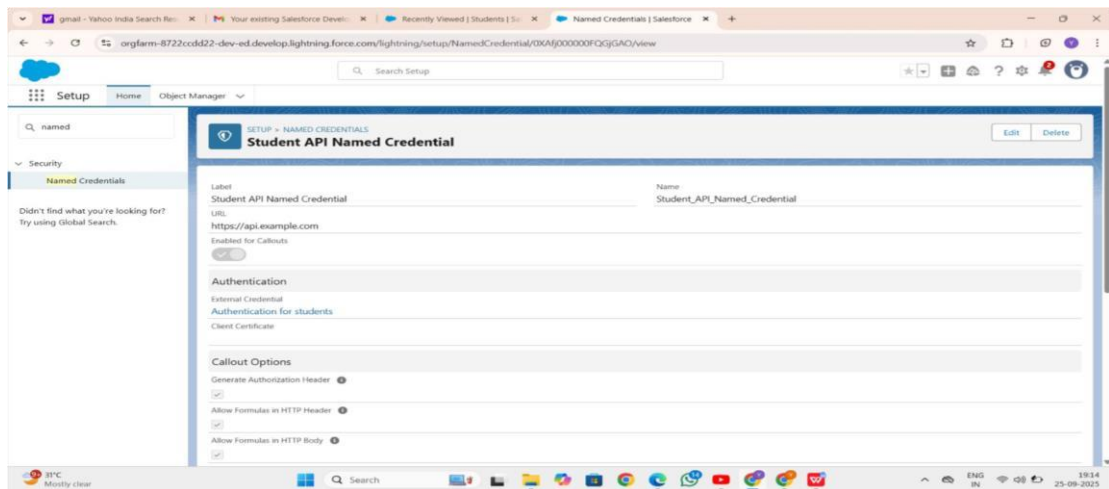 gmail - Yahoo India Search Res
Your existing Salesforce Develo
Recently Viewed | Students | Sa
Named Credentials | Salesforce
orgfarm-8722ccdd22-dev-ed.develop.lightning.force.com/lightning/setup/NamedCredential/0XAfj000000FQGjGAO/view
Search Setup
Setup
Home
Object Manager
named
Security
Named Credentials
Didn't find what you're looking for?
Try using Global Search.
SETUP > NAMED CREDENTIALS
Student API Named Credential
Edit
Delete
Label
Student API Named Credential
Name
Student_API_Named_Credential
URL
https://api.example.com
Enabled for Callouts
Authentication
External Credential
Authentication for students
Client Certificate
Callout Options
Generate Authorization Header
Allow Formulas in HTTP Header
Allow Formulas in HTTP Body
31°C
Mostly clear
Search
ENG
IN
19:14
25-09-2025